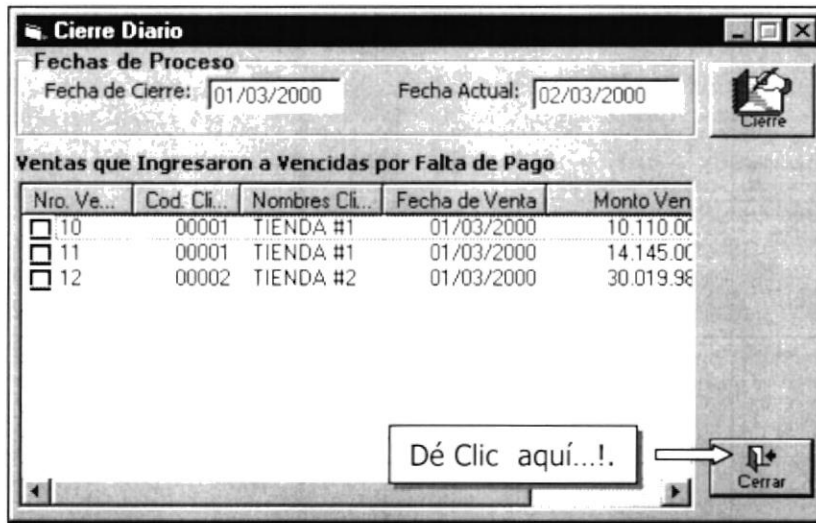 Cierre Diario
Fechas de Proceso
Fecha de Cierre: 01/03/2000 Fecha Actual: 02/03/2000
Cierre
Ventas que Ingresaron a Vencidas por Falta de Pago
Nro. Ve... Cod. Cli... Nombres Cli... Fecha de Venta Monto Ven
10 00001 TIENDA #1 01/03/2000 10.110.00
11 00001 TIENDA #1 01/03/2000 14.145.00
12 00002 TIENDA #2 01/03/2000 30.019.98
Dé Clic aquí...!.
Cerrar